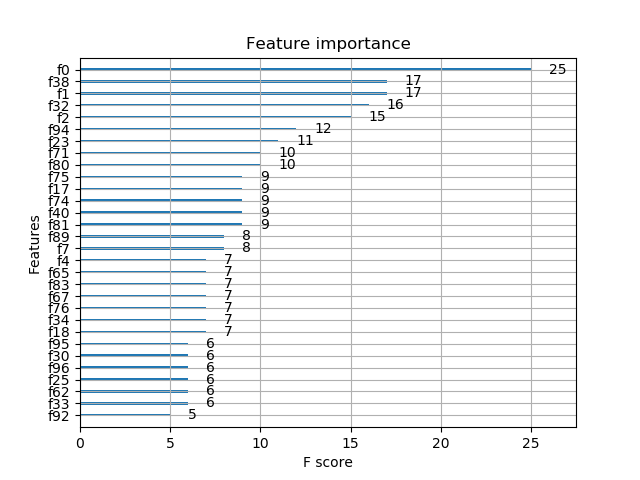 Feature importance
f0 25
f38 17
f1 17
f32 16
f2 15
f94 12
f23 11
f71 10
f80 10
f75 9
f17 9
f74 9
f40 9
f81 9
f89 8
f7 8
f4 7
f65 7
f83 7
f67 7
f76 7
f34 7
f18 7
f95 6
f30 6
f96 6
f25 6
f62 6
f33 6
f92 5
0 5 10 15 20 25
F score
Features